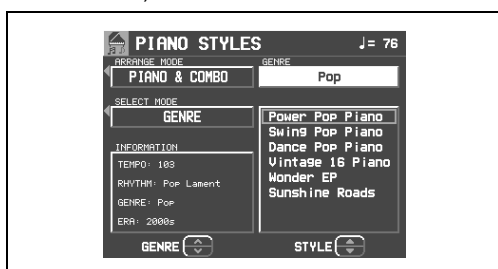 PIANO STYLES
♩= 76
ARRANGE MODE
PIANO & COMBO
GENRE
Pop
SELECT MODE
GENRE
Power Pop Piano
Swing Pop Piano
Dance Pop Piano
Vintage 16 Piano
Wonder EP
Sunshine Roads
INFORMATION
TEMPO: 103
RHYTHM: Pop Lament
GENRE: Pop
ERA: 2000s
GENRE
STYLE